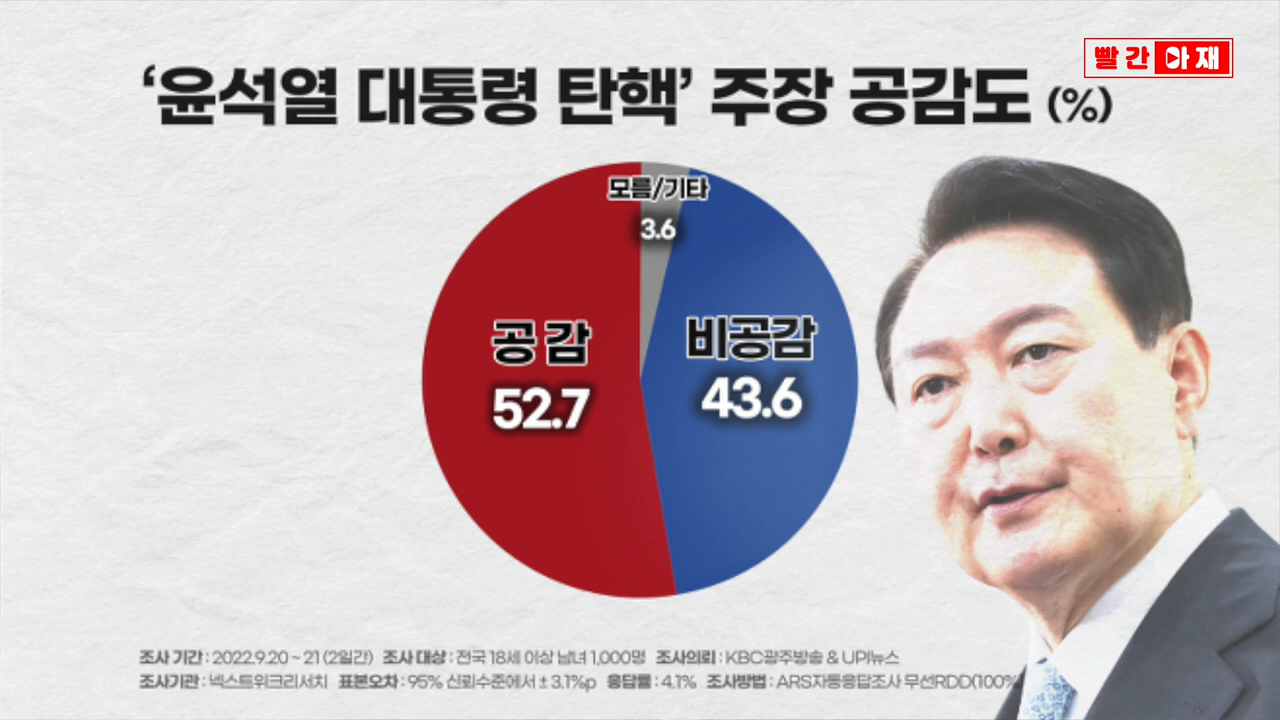 빨간아재
‘윤석열 대통령 탄핵’ 주장 공감도 (%)
모름/기타
3.6
공감
52.7
비공감
43.6
조사 기간 : 2022.9.20 ~ 21 (2일간) 조사 대상 : 전국 18세 이상 남녀 1,000명 조사의뢰 : KBC광주방송 & UPI뉴스
조사기관 : 넥스트위크리서치 표본오차 : 95% 신뢰수준에서 ± 3.1%p 응답률 : 4.1% 조사방법 : ARS자동응답조사 무선RDD(100%)